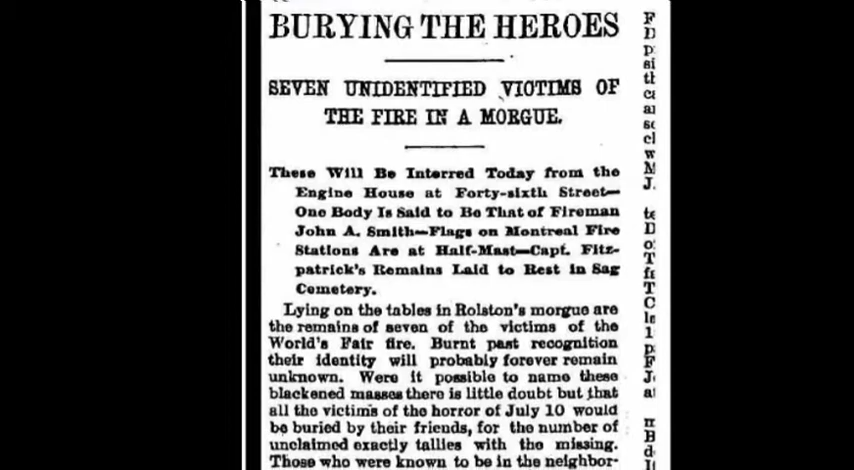 BURYING THE HEROES
SEVEN UNIDENTIFIED VICTIMS OF
THE FIRE IN A MORGUE.
These Will Be Interred Today from the
Engine House at Forty-sixth Street—
One Body Is Said to Be That of Fireman
John A. Smith—Flags on Montreal Fire
Stations Are at Half-Mast—Capt. Fitz-
patrick's Remains Laid to Rest in Sag
Cemetery.
Lying on the tables in Rolston's morgue are
the remains of seven of the victims of the
World's Fair fire. Burnt past recognition
their identity will probably forever remain
unknown. Were it possible to name these
blackened masses there is little doubt but that
all the victims of the horror of July 10 would
be buried by their friends, for the number of
unclaimed exactly tallies with the missing.
Those who were known to be in the neighbor-